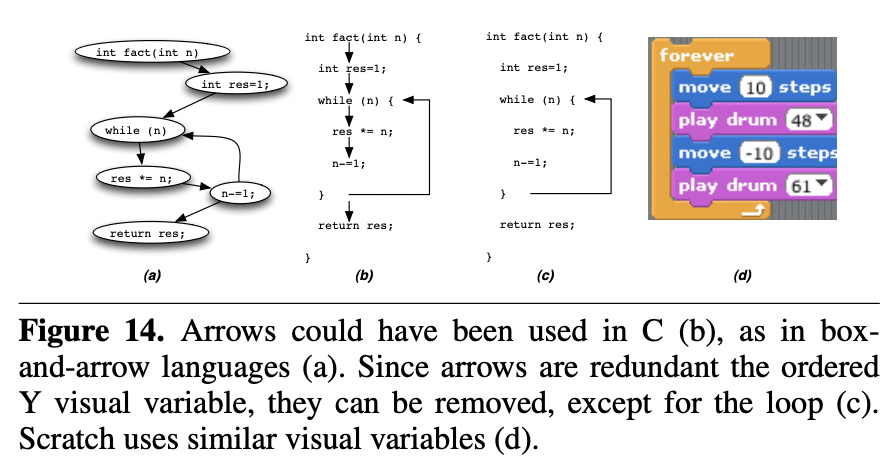 int fact(int n)
int res=1;
while (n)
res *= n;
n-=1;
return res;
(a)
int fact(int n) {
int res=1;
while (n) {
res *= n;
n-=1;
}
return res;
}
(b)
int fact(int n) {
int res=1;
while (n) {
res *= n;
n-=1;
}
return res;
}
(c)
forever
move 10 steps
play drum 48
move -10 steps
play drum 61
(d)
Figure 14. Arrows could have been used in C (b), as in box-
and-arrow languages (a). Since arrows are redundant the ordered
Y visual variable, they can be removed, except for the loop (c).
Scratch uses similar visual variables (d).